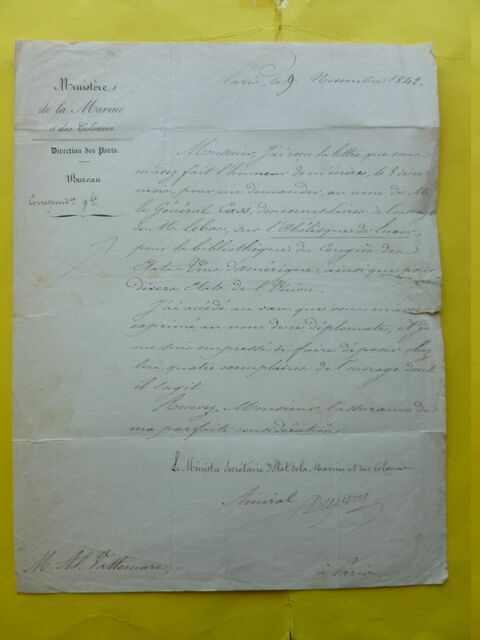 Paris, le 9 Novembre 1842.
Ministère
de la Marine
et des Colonies
Direction des Ports.
Bureau
Correspond.ce g.le
Monsieur, J'ai reçu la lettre que vous
m'avez fait l'honneur de m'écrire, le 8 de ce
mois, pour me demander, au nom de M.
le Général Cass, des exemplaires de l'ouvrage
de M. Lebas, sur l'Obélisque de Luxor,
pour la bibliothèque du Congrès des
Etats-Unis d'Amérique, ainsi que pour
divers Etats de l'Union.
J'ai accédé au vœu que vous m'avez
exprimé, au nom de ce diplomate, et je
me suis empressé de faire déposer chez
lui, quatre exemplaires de l'ouvrage dont
il s'agit.
Recevez, Monsieur, l'assurance de
ma parfaite considération.
Le Ministre Secrétaire d'Etat de la Marine et des Colonies
Amiral Duperré
M. Al. Vattemare,
à Paris